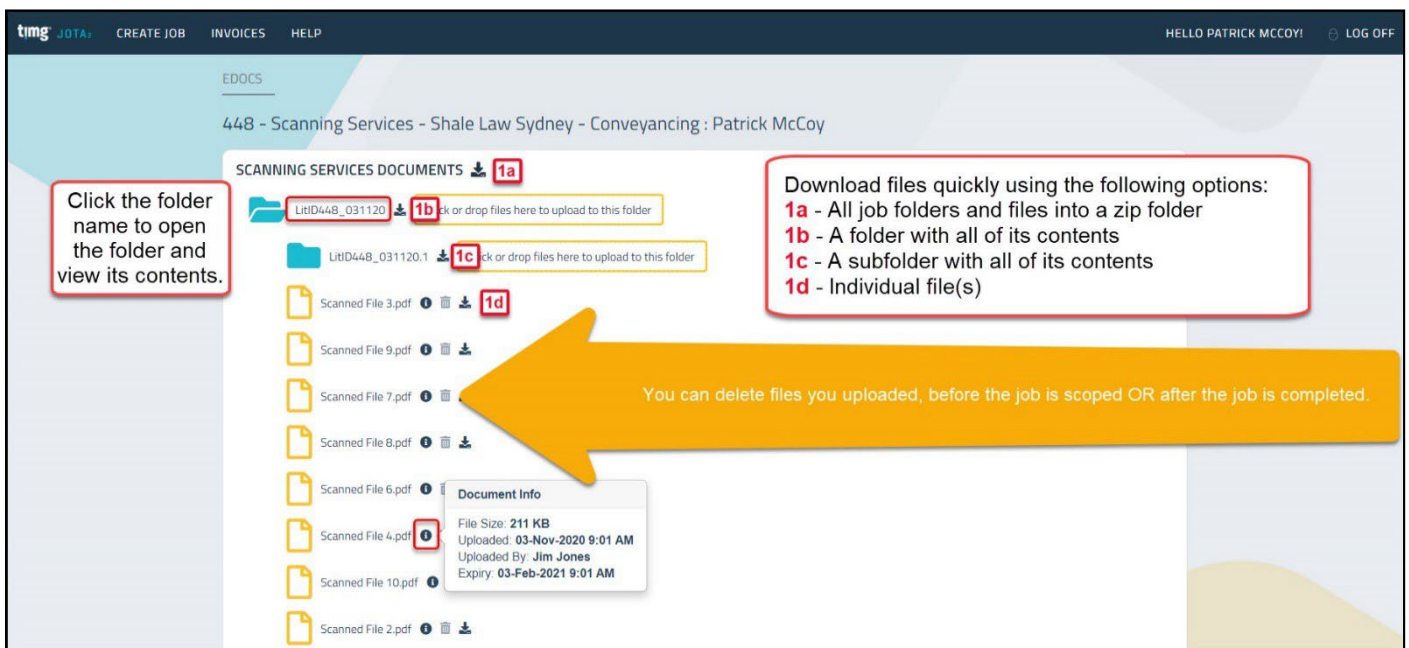 timg JOTA2 CREATE JOB INVOICES HELP HELLO PATRICK MCCOY! LOG OFF
EDOCS
448 - Scanning Services - Shale Law Sydney - Conveyancing : Patrick McCoy
SCANNING SERVICES DOCUMENTS 1a
Click the folder
name to open
the folder and
view its contents.
LitID448_031120 1b or drop files here to upload to this folder
LitID448_031120.1 1c or drop files here to upload to this folder
Download files quickly using the following options:
1a - All job folders and files into a zip folder
1b - A folder with all of its contents
1c - A subfolder with all of its contents
1d - Individual file(s)
Scanned File 3.pdf 1d
Scanned File 9.pdf
Scanned File 7.pdf
You can delete files you uploaded, before the job is scoped OR after the job is completed.
Scanned File 8.pdf
Scanned File 6.pdf
Scanned File 4.pdf
Document Info
File Size: 211 KB
Uploaded: 03-Nov-2020 9:01 AM
Uploaded By: Jim Jones
Expiry: 03-Feb-2021 9:01 AM
Scanned File 10.pdf
Scanned File 2.pdf